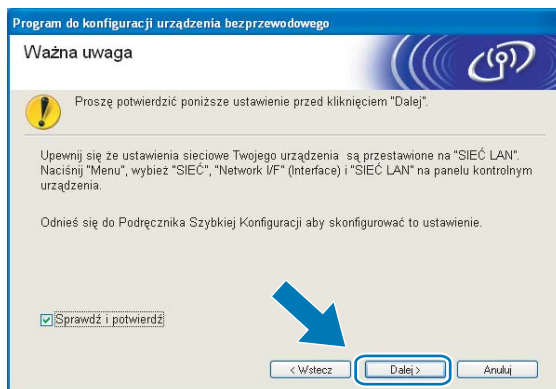 Program do konfiguracji urządzenia bezprzewodowego
Ważna uwaga
Proszę potwierdzić poniższe ustawienie przed kliknięciem "Dalej".
Upewnij się że ustawienia sieciowe Twojego urządzenia są przestawione na "SIEĆ LAN".
Naciśnij "Menu", wybież "SIEĆ", "Network I/F" (Interface) i "SIEĆ LAN" na panelu kontrolnym
urządzenia.
Odnieś się do Podręcznika Szybkiej Konfiguracji aby skonfigurować to ustawienie.
Sprawdź i potwierdź
< Wstecz
Dalej >
Anuluj